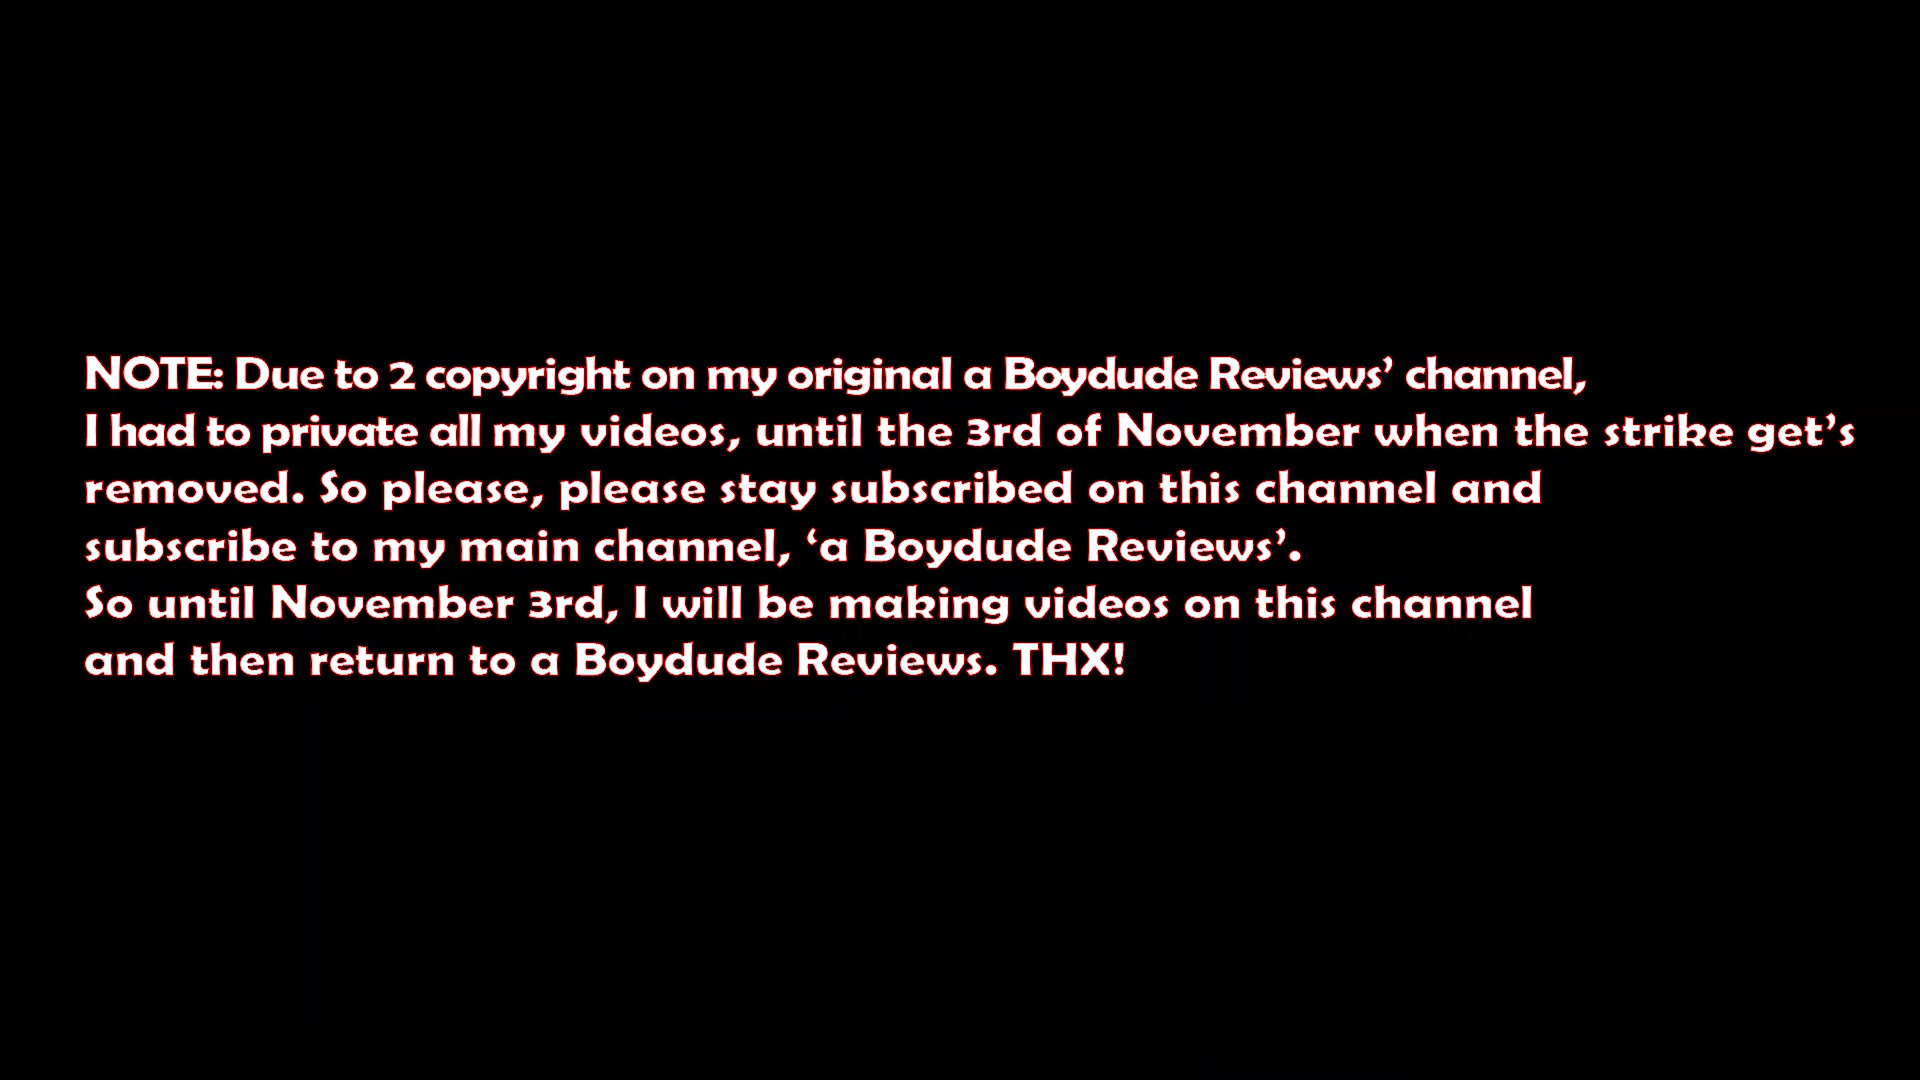 NOTE: Due to 2 copyright on my original a Boydude Reviews’ channel,
I had to private all my videos, until the 3rd of November when the strike get’s
removed. So please, please stay subscribed on this channel and
subscribe to my main channel, ‘a Boydude Reviews’.
So until November 3rd, I will be making videos on this channel
and then return to a Boydude Reviews. THX!